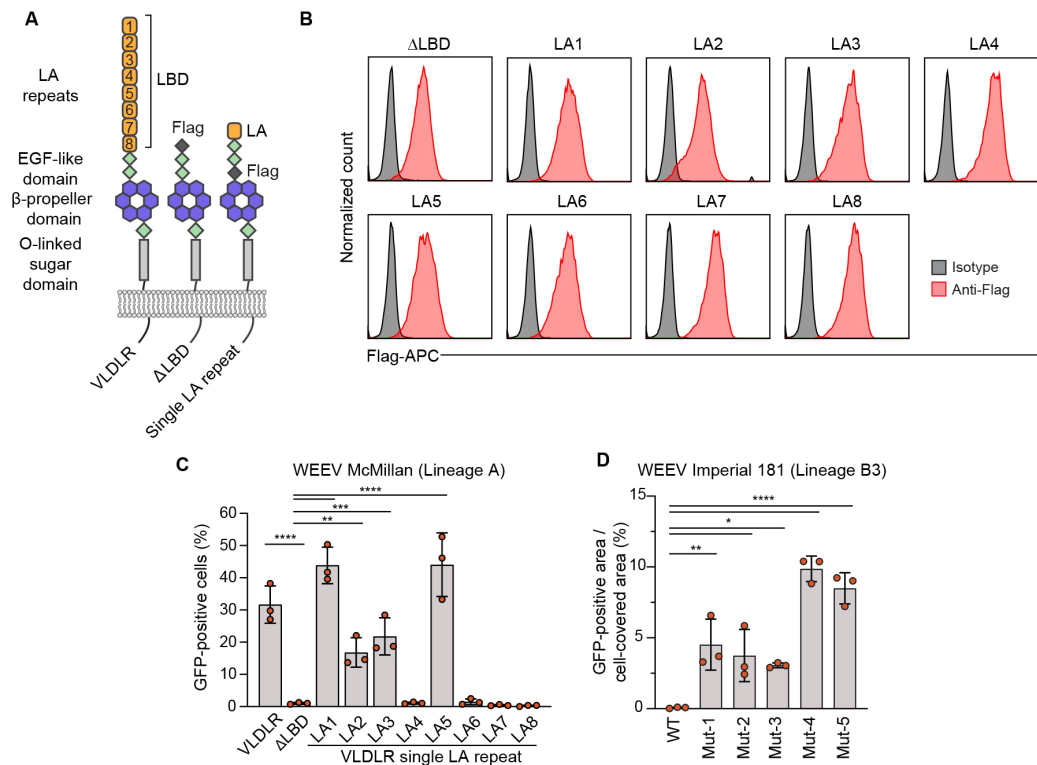 A
1
2
3
4
5
6
7
8
LBD
LA
repeats
Flag
LA
EGF-like
domain
Flag
β-propeller
domain
O-linked
sugar
domain
VLDLR
ΔLBD
Single LA repeat
B
ΔLBD
LA1
LA2
LA3
LA4
LA5
LA6
LA7
LA8
Normalized count
Isotype
Anti-Flag
Flag-APC
C
WEEV McMillan (Lineage A)
****
***
**
****
GFP-positive cells (%)
60
50
40
30
20
10
0
VLDLR
ΔLBD
LA1
LA2
LA3
LA4
LA5
LA6
LA7
LA8
VLDLR single LA repeat
D
WEEV Imperial 181 (Lineage B3)
****
*
**
GFP-positive area /
cell-covered area (%)
15
10
5
0
WT
Mut-1
Mut-2
Mut-3
Mut-4
Mut-5